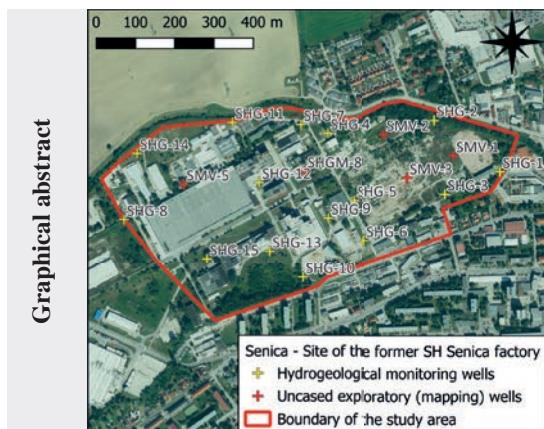 Graphical abstract
0 100 200 300 400 m
SHG-11
SHG-7
SHG-4
SHG-2
SMV-2
SHG-14
SMV-1
SHG-1
SHGM-8
SMV-5
SHG-12
SMV-3
SHG-5
SHG-3
SHG-8
SHG-9
SHG-6
SHG-15
SHG-13
SHG-10
Senica - Site of the former SH Senica factory
Hydrogeological monitoring wells
Uncased exploratory (mapping) wells
Boundary of the study area